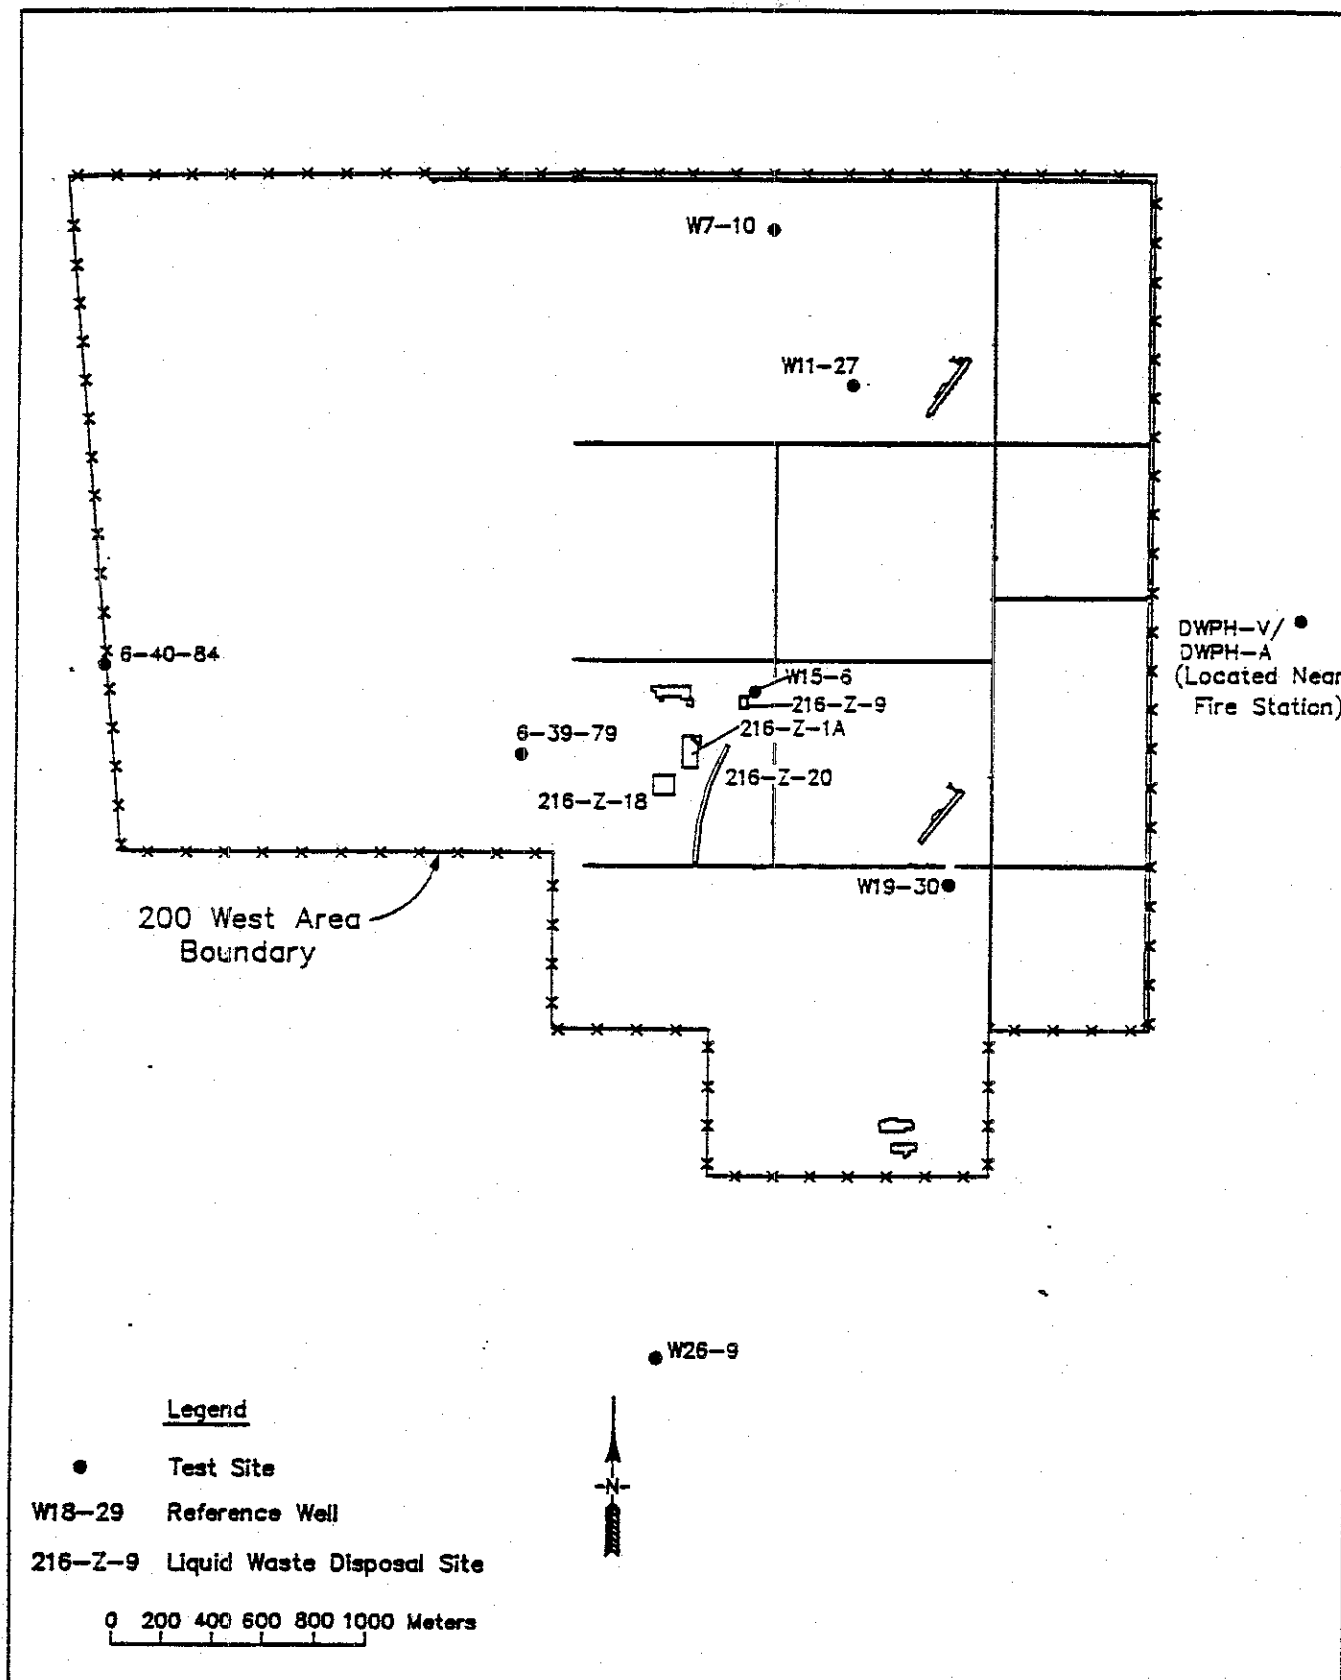 W7-10
W11-27
6-40-84
DWPH-V/
DWPH-A
(Located Near
Fire Station)
W15-6
216-Z-9
6-39-79
216-Z-1A
216-Z-20
216-Z-18
W19-30
200 West Area
Boundary
W26-9
Legend
Test Site
W18-29 Reference Well
216-Z-9 Liquid Waste Disposal Site
0 200 400 600 800 1000 Meters
-N-